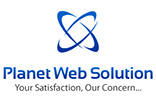 Planet Web Solution
Your Satisfaction, Our Concern...